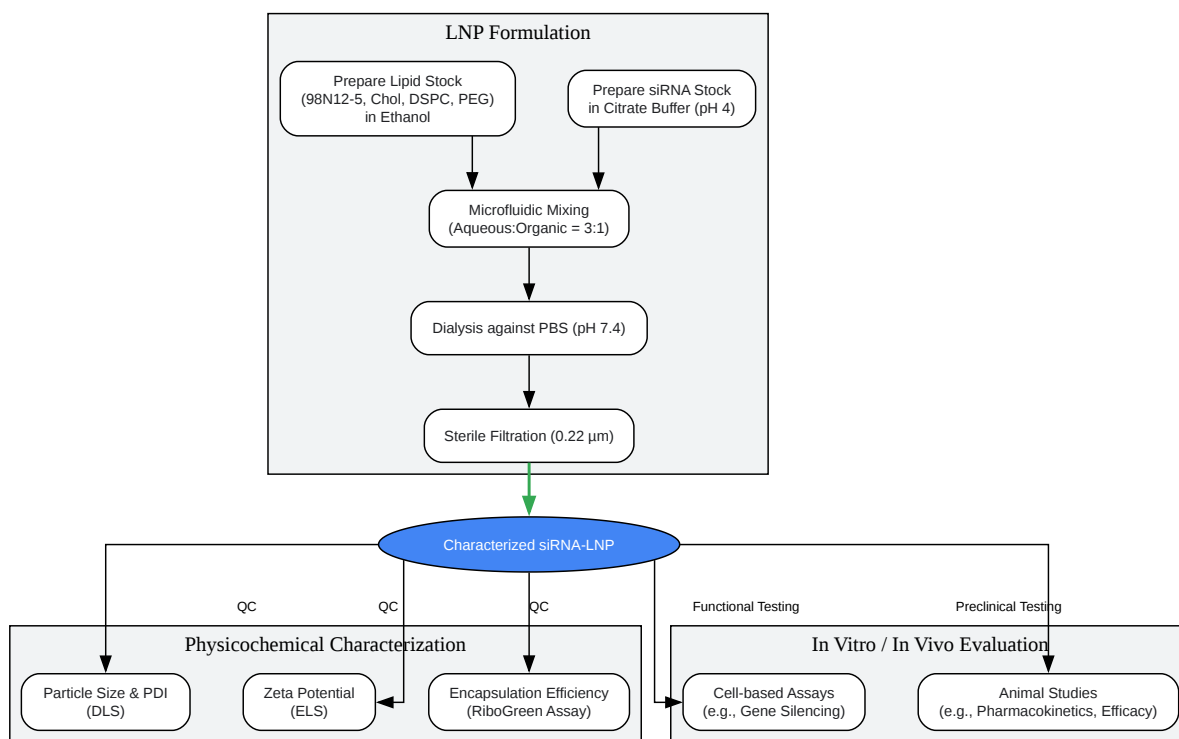 LNP Formulation
Prepare Lipid Stock
(98N12-5, Chol, DSPC, PEG)
in Ethanol
Prepare siRNA Stock
in Citrate Buffer (pH 4)
Microfluidic Mixing
(Aqueous:Organic = 3:1)
Dialysis against PBS (pH 7.4)
Sterile Filtration (0.22 µm)
Characterized siRNA-LNP
QC
QC
QC
Functional Testing
Preclinical Testing
Physicochemical Characterization
Particle Size & PDI
(DLS)
Zeta Potential
(ELS)
Encapsulation Efficiency
(RiboGreen Assay)
In Vitro / In Vivo Evaluation
Cell-based Assays
(e.g., Gene Silencing)
Animal Studies
(e.g., Pharmacokinetics, Efficacy)